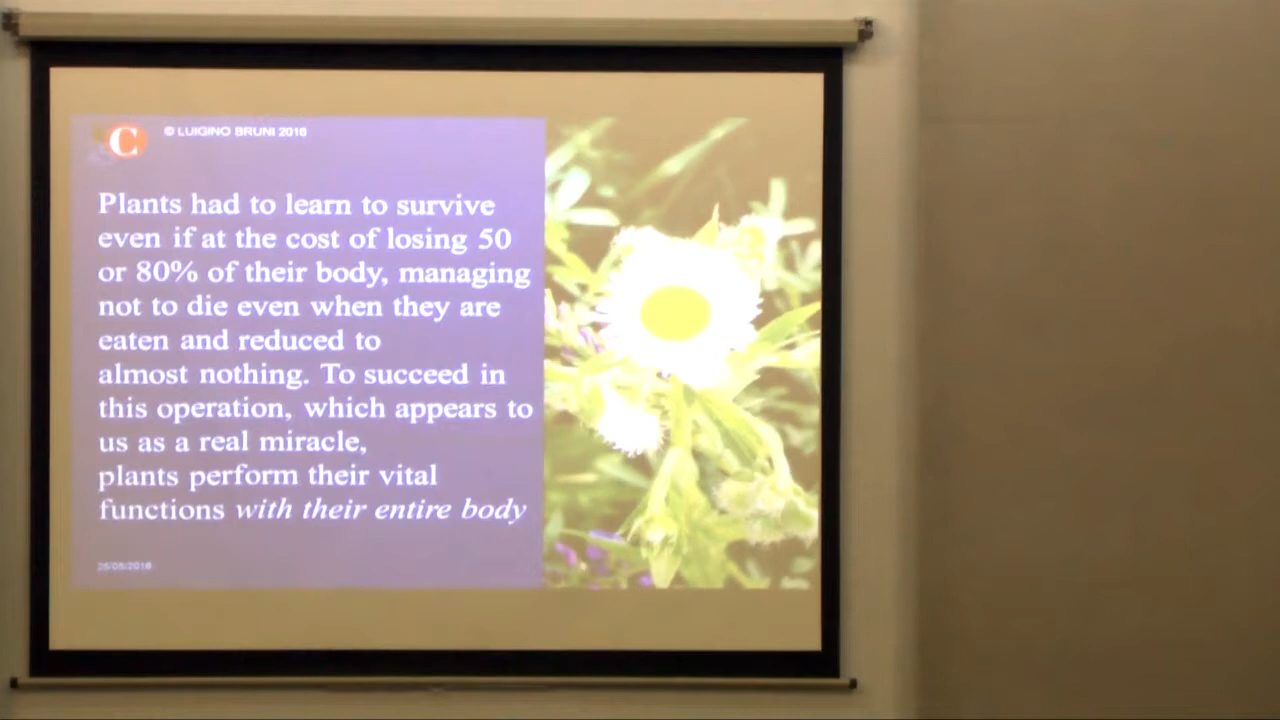 C
© LUIGINO BRUNI 2016
Plants had to learn to survive
even if at the cost of losing 50
or 80% of their body, managing
not to die even when they are
eaten and reduced to
almost nothing. To succeed in
this operation, which appears to
us as a real miracle,
plants perform their vital
functions with their entire body